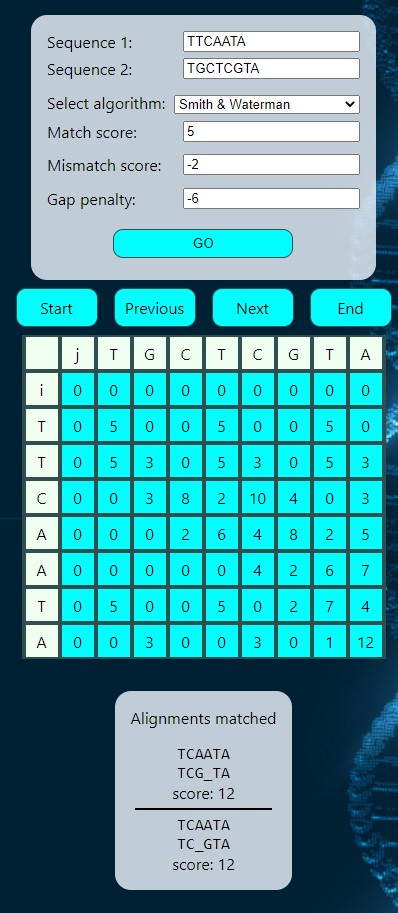 Sequence 1: TTCAATA
Sequence 2: TGCTCGTA
Select algorithm: Smith & Waterman
Match score: 5
Mismatch score: -2
Gap penalty: -6
GO
Start Previous Next End
j T G C T C G T A
i 0 0 0 0 0 0 0 0 0
T 0 5 0 0 5 0 0 5 0
T 0 5 3 0 5 3 0 5 3
C 0 0 3 8 2 10 4 0 3
A 0 0 0 2 6 4 8 2 5
A 0 0 0 0 0 4 2 6 7
T 0 5 0 0 5 0 2 7 4
A 0 0 3 0 0 3 0 1 12
Alignments matched
TCAATA
TCG_TA
score: 12
TCAATA
TC_GTA
score: 12